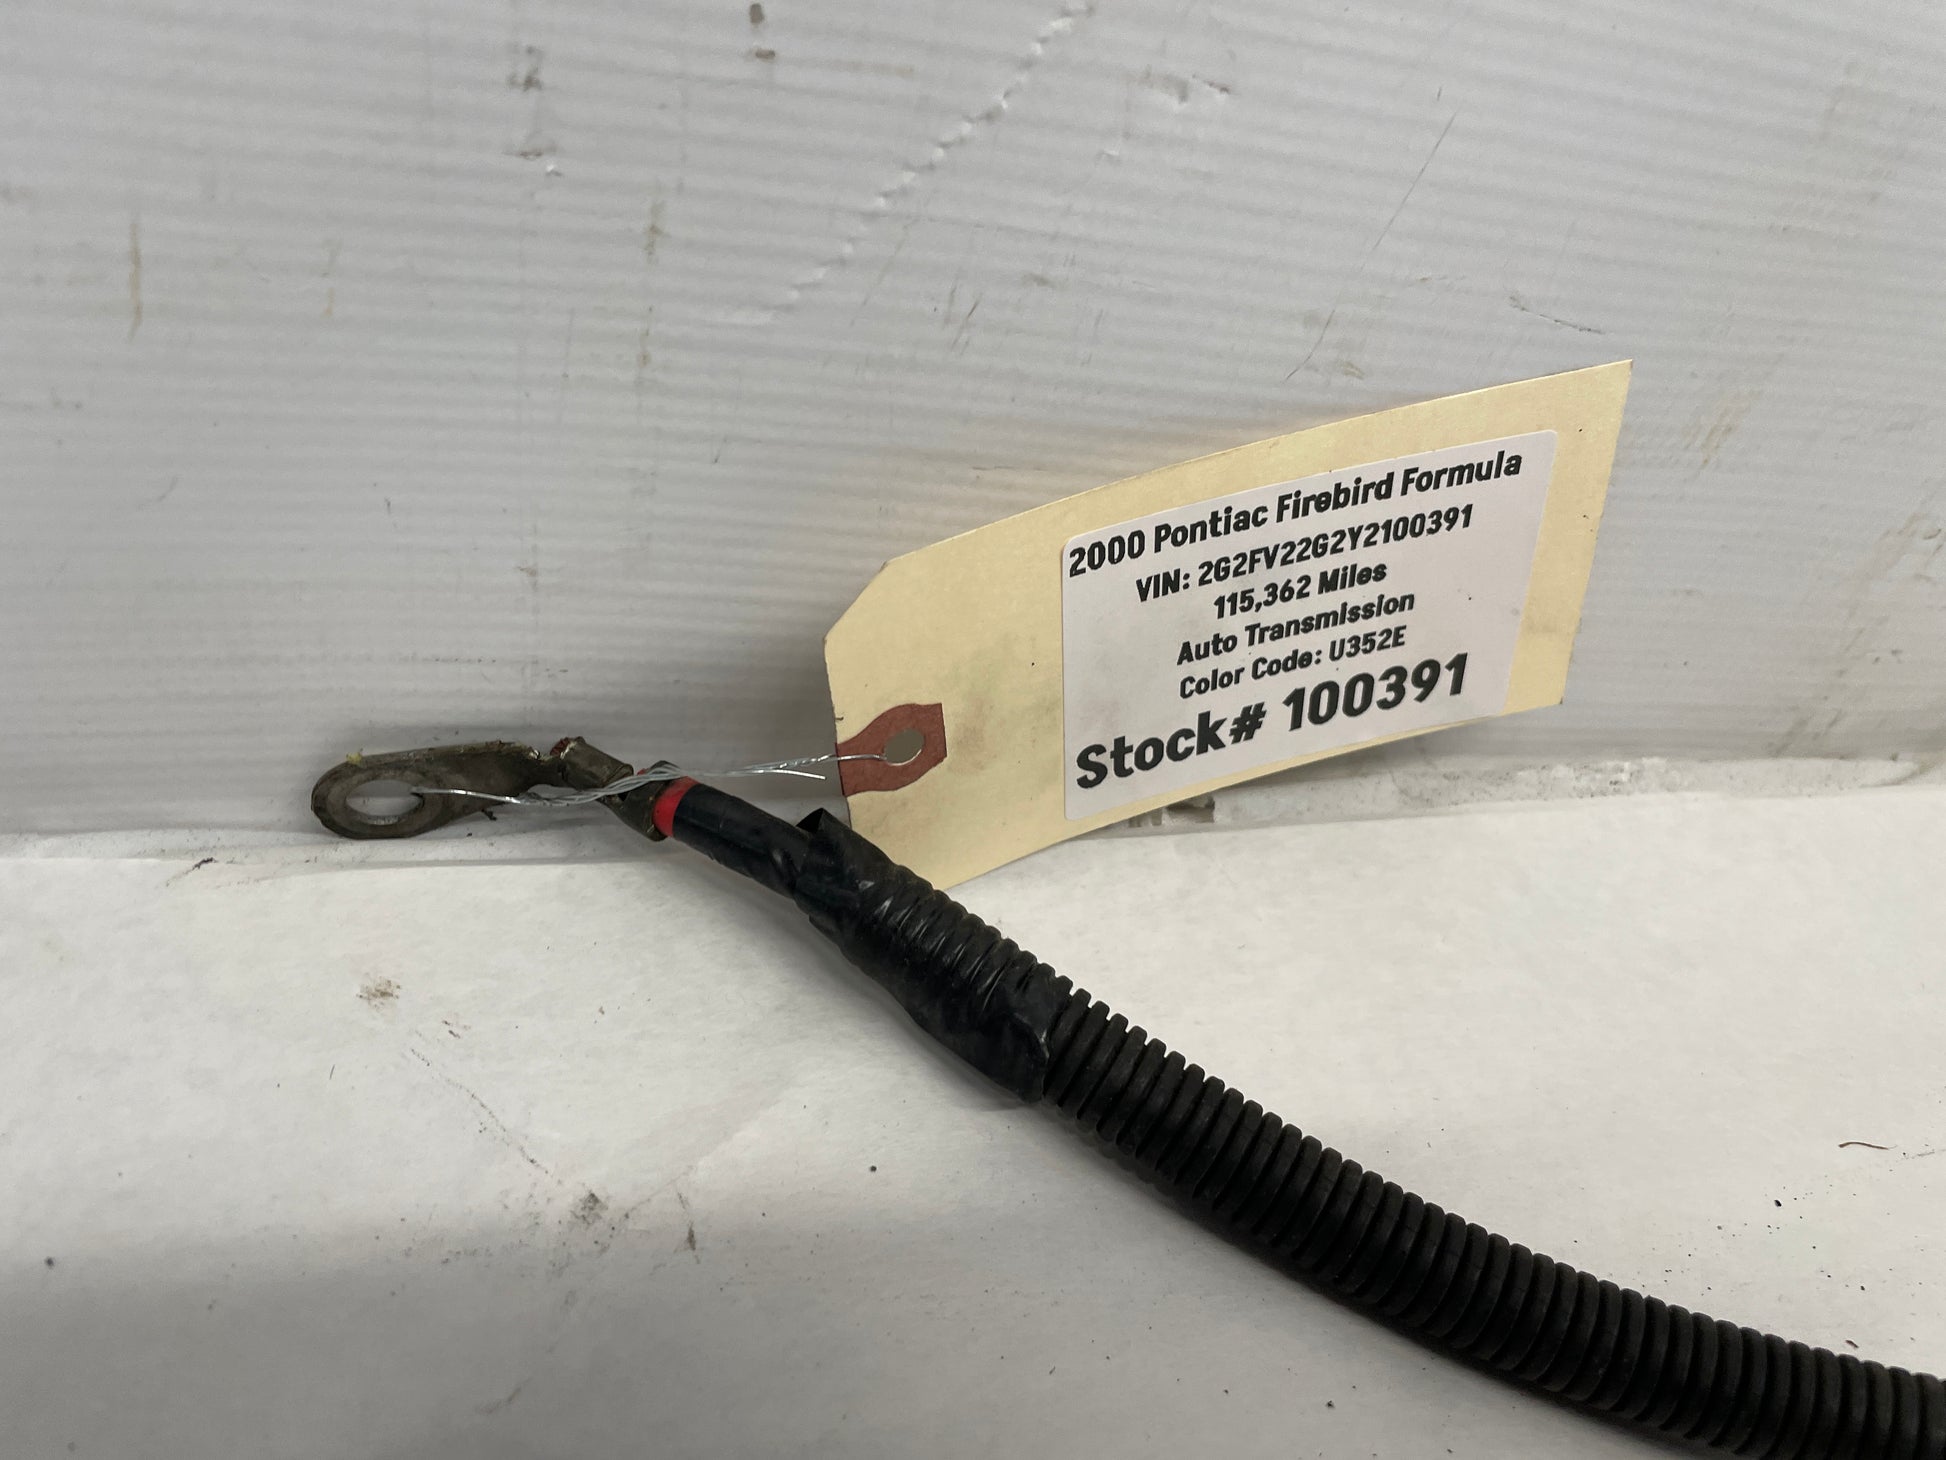 2000 Pontiac Firebird Formula
VIN: 2G2FV22G2Y2100391
115,362 Miles
Auto Transmission
Color Code: U352E
Stock# 100391